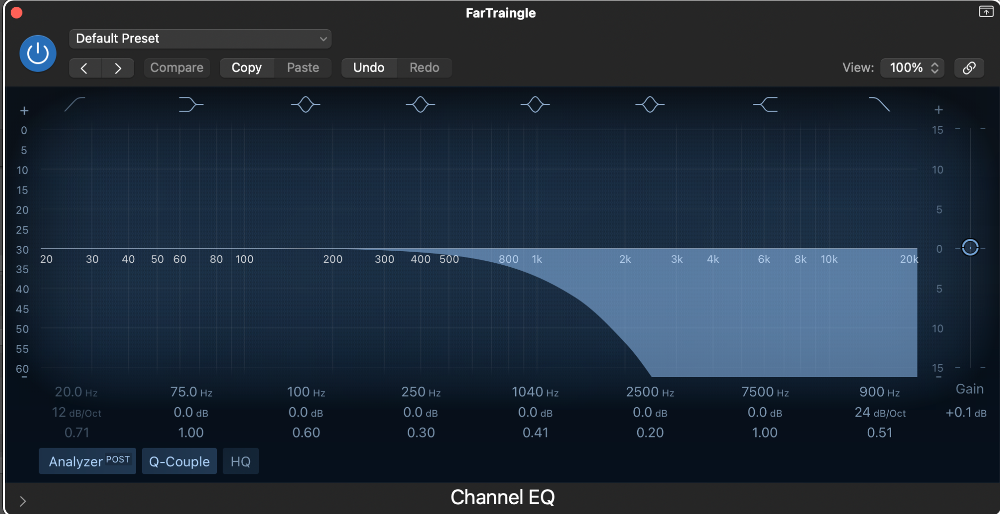 FarTraingle
Default Preset
Compare Copy Paste Undo Redo View: 100%
+ +
0 15
5
10 10
15
20 5
25
30 0
20 30 40 50 60 80 100 200 300 400 500 800 1k 2k 3k 4k 6k 8k 10k 20k
35
40 5
45
50 10
55
60 15
− −
20.0 Hz 75.0 Hz 100 Hz 250 Hz 1040 Hz 2500 Hz 7500 Hz 900 Hz Gain
12 dB/Oct 0.0 dB 0.0 dB 0.0 dB 0.0 dB 0.0 dB 0.0 dB 24 dB/Oct +0.1 dB
0.71 1.00 0.60 0.30 0.41 0.20 1.00 0.51
Analyzer POST Q-Couple HQ
Channel EQ